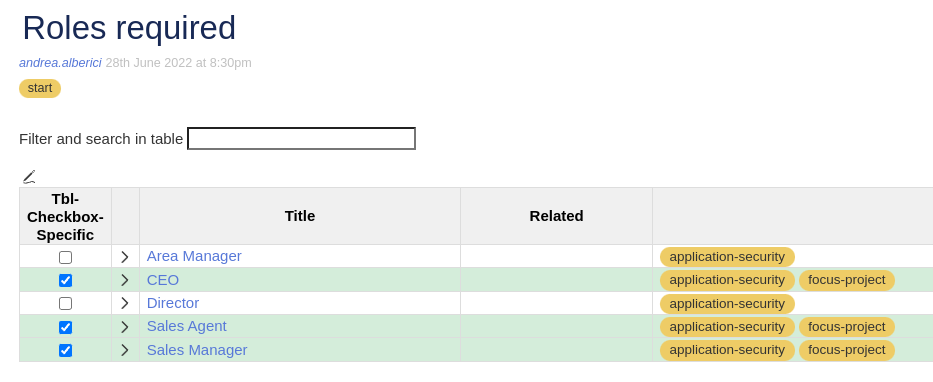 Roles required
andrea.alberici 28th June 2022 at 8:30pm
start
Filter and search in table
Tbl-
Checkbox-
Specific
Title
Related
Area Manager application-security
CEO application-security focus-project
Director application-security
Sales Agent application-security focus-project
Sales Manager application-security focus-project